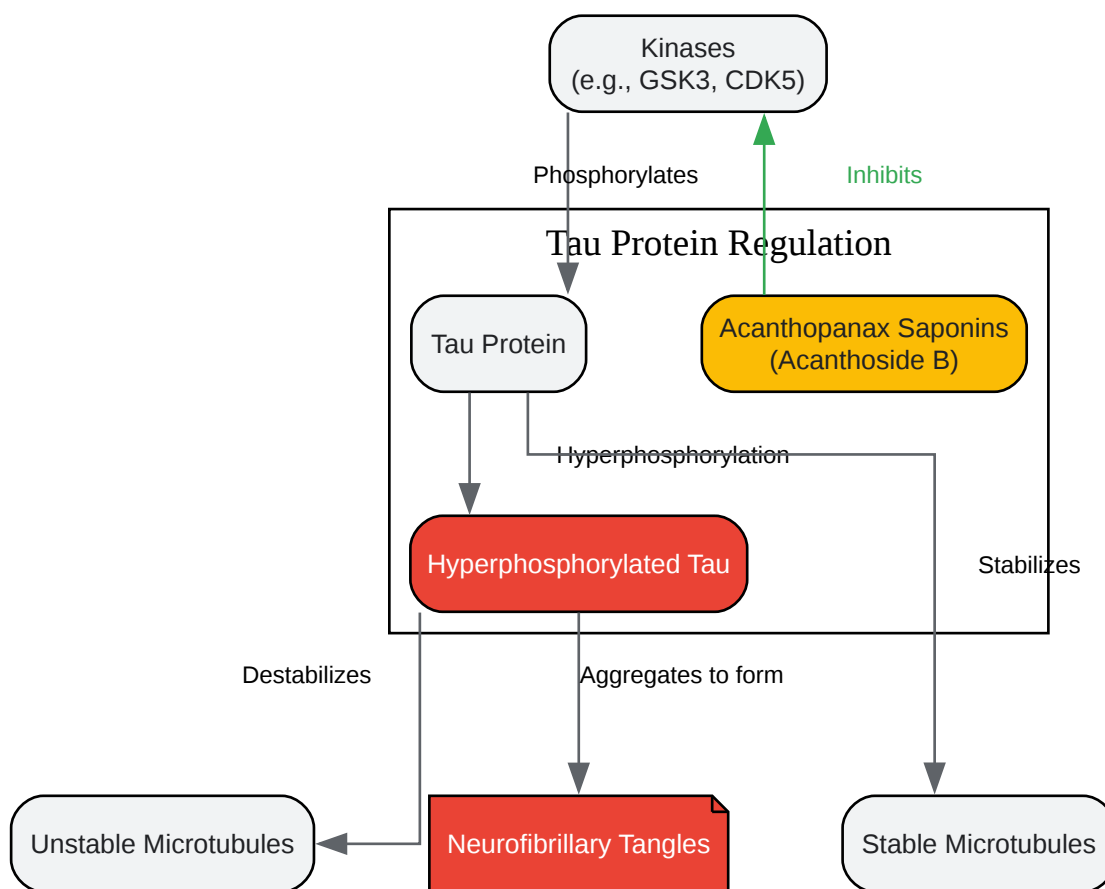 Kinases
(e.g., GSK3, CDK5)
Phosphorylates
Inhibits
Tau Protein Regulation
Tau Protein
Acanthopanax Saponins
(Acanthoside B)
Hyperphosphorylation
Hyperphosphorylated Tau
Stabilizes
Destabilizes
Aggregates to form
Unstable Microtubules
Neurofibrillary Tangles
Stable Microtubules